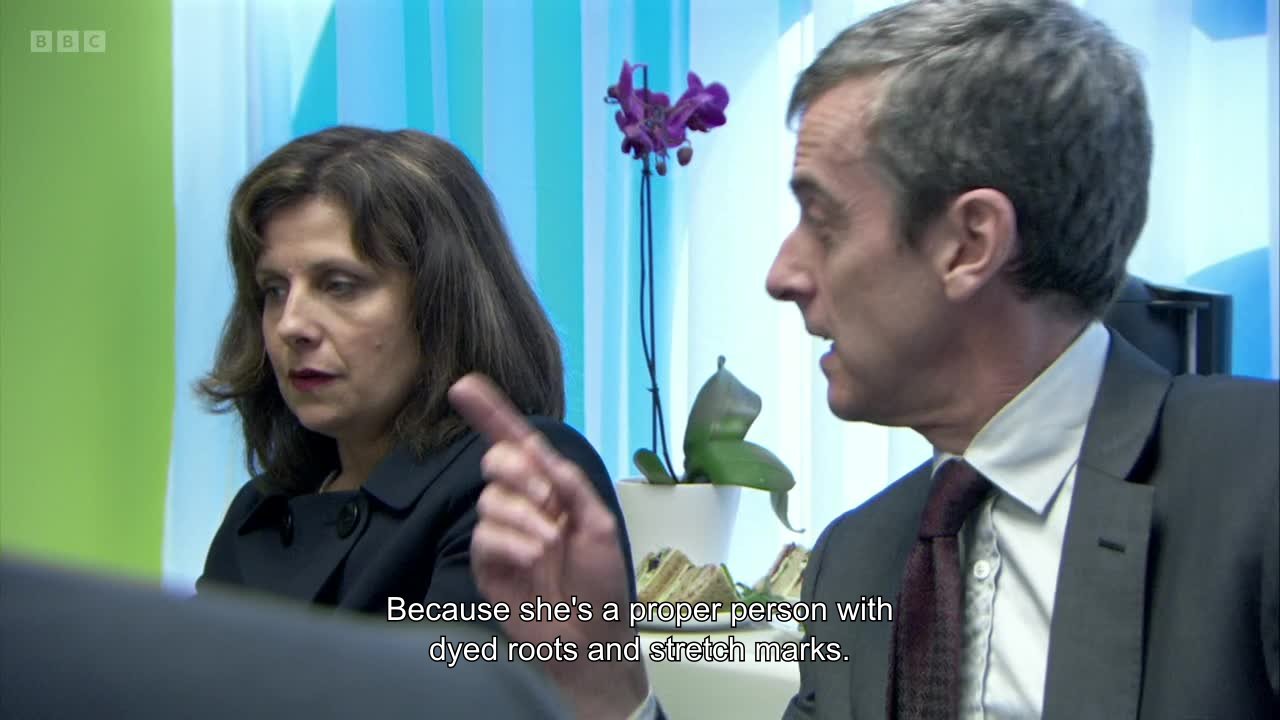 BBC
Because she's a proper person with
dyed roots and stretch marks.